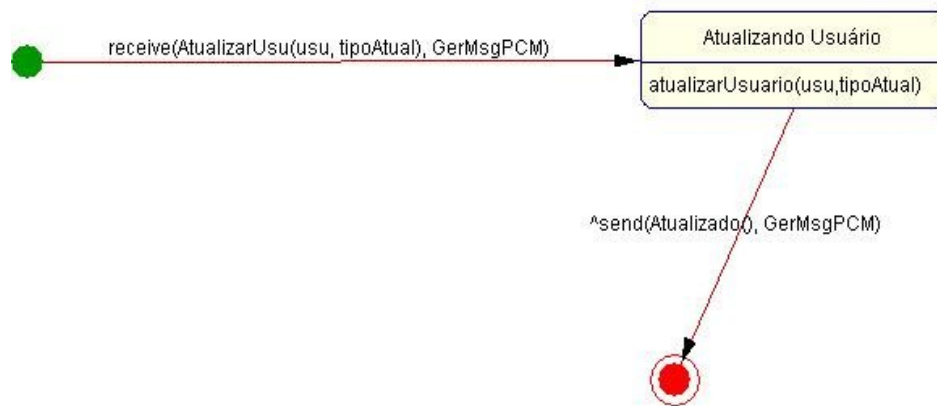 receive(AtualizarUsu(usu, tipoAtual), GerMsgPCM)
Atualizando Usuário
atualizarUsuario(usu,tipoAtual)
^send(Atualizado(), GerMsgPCM)